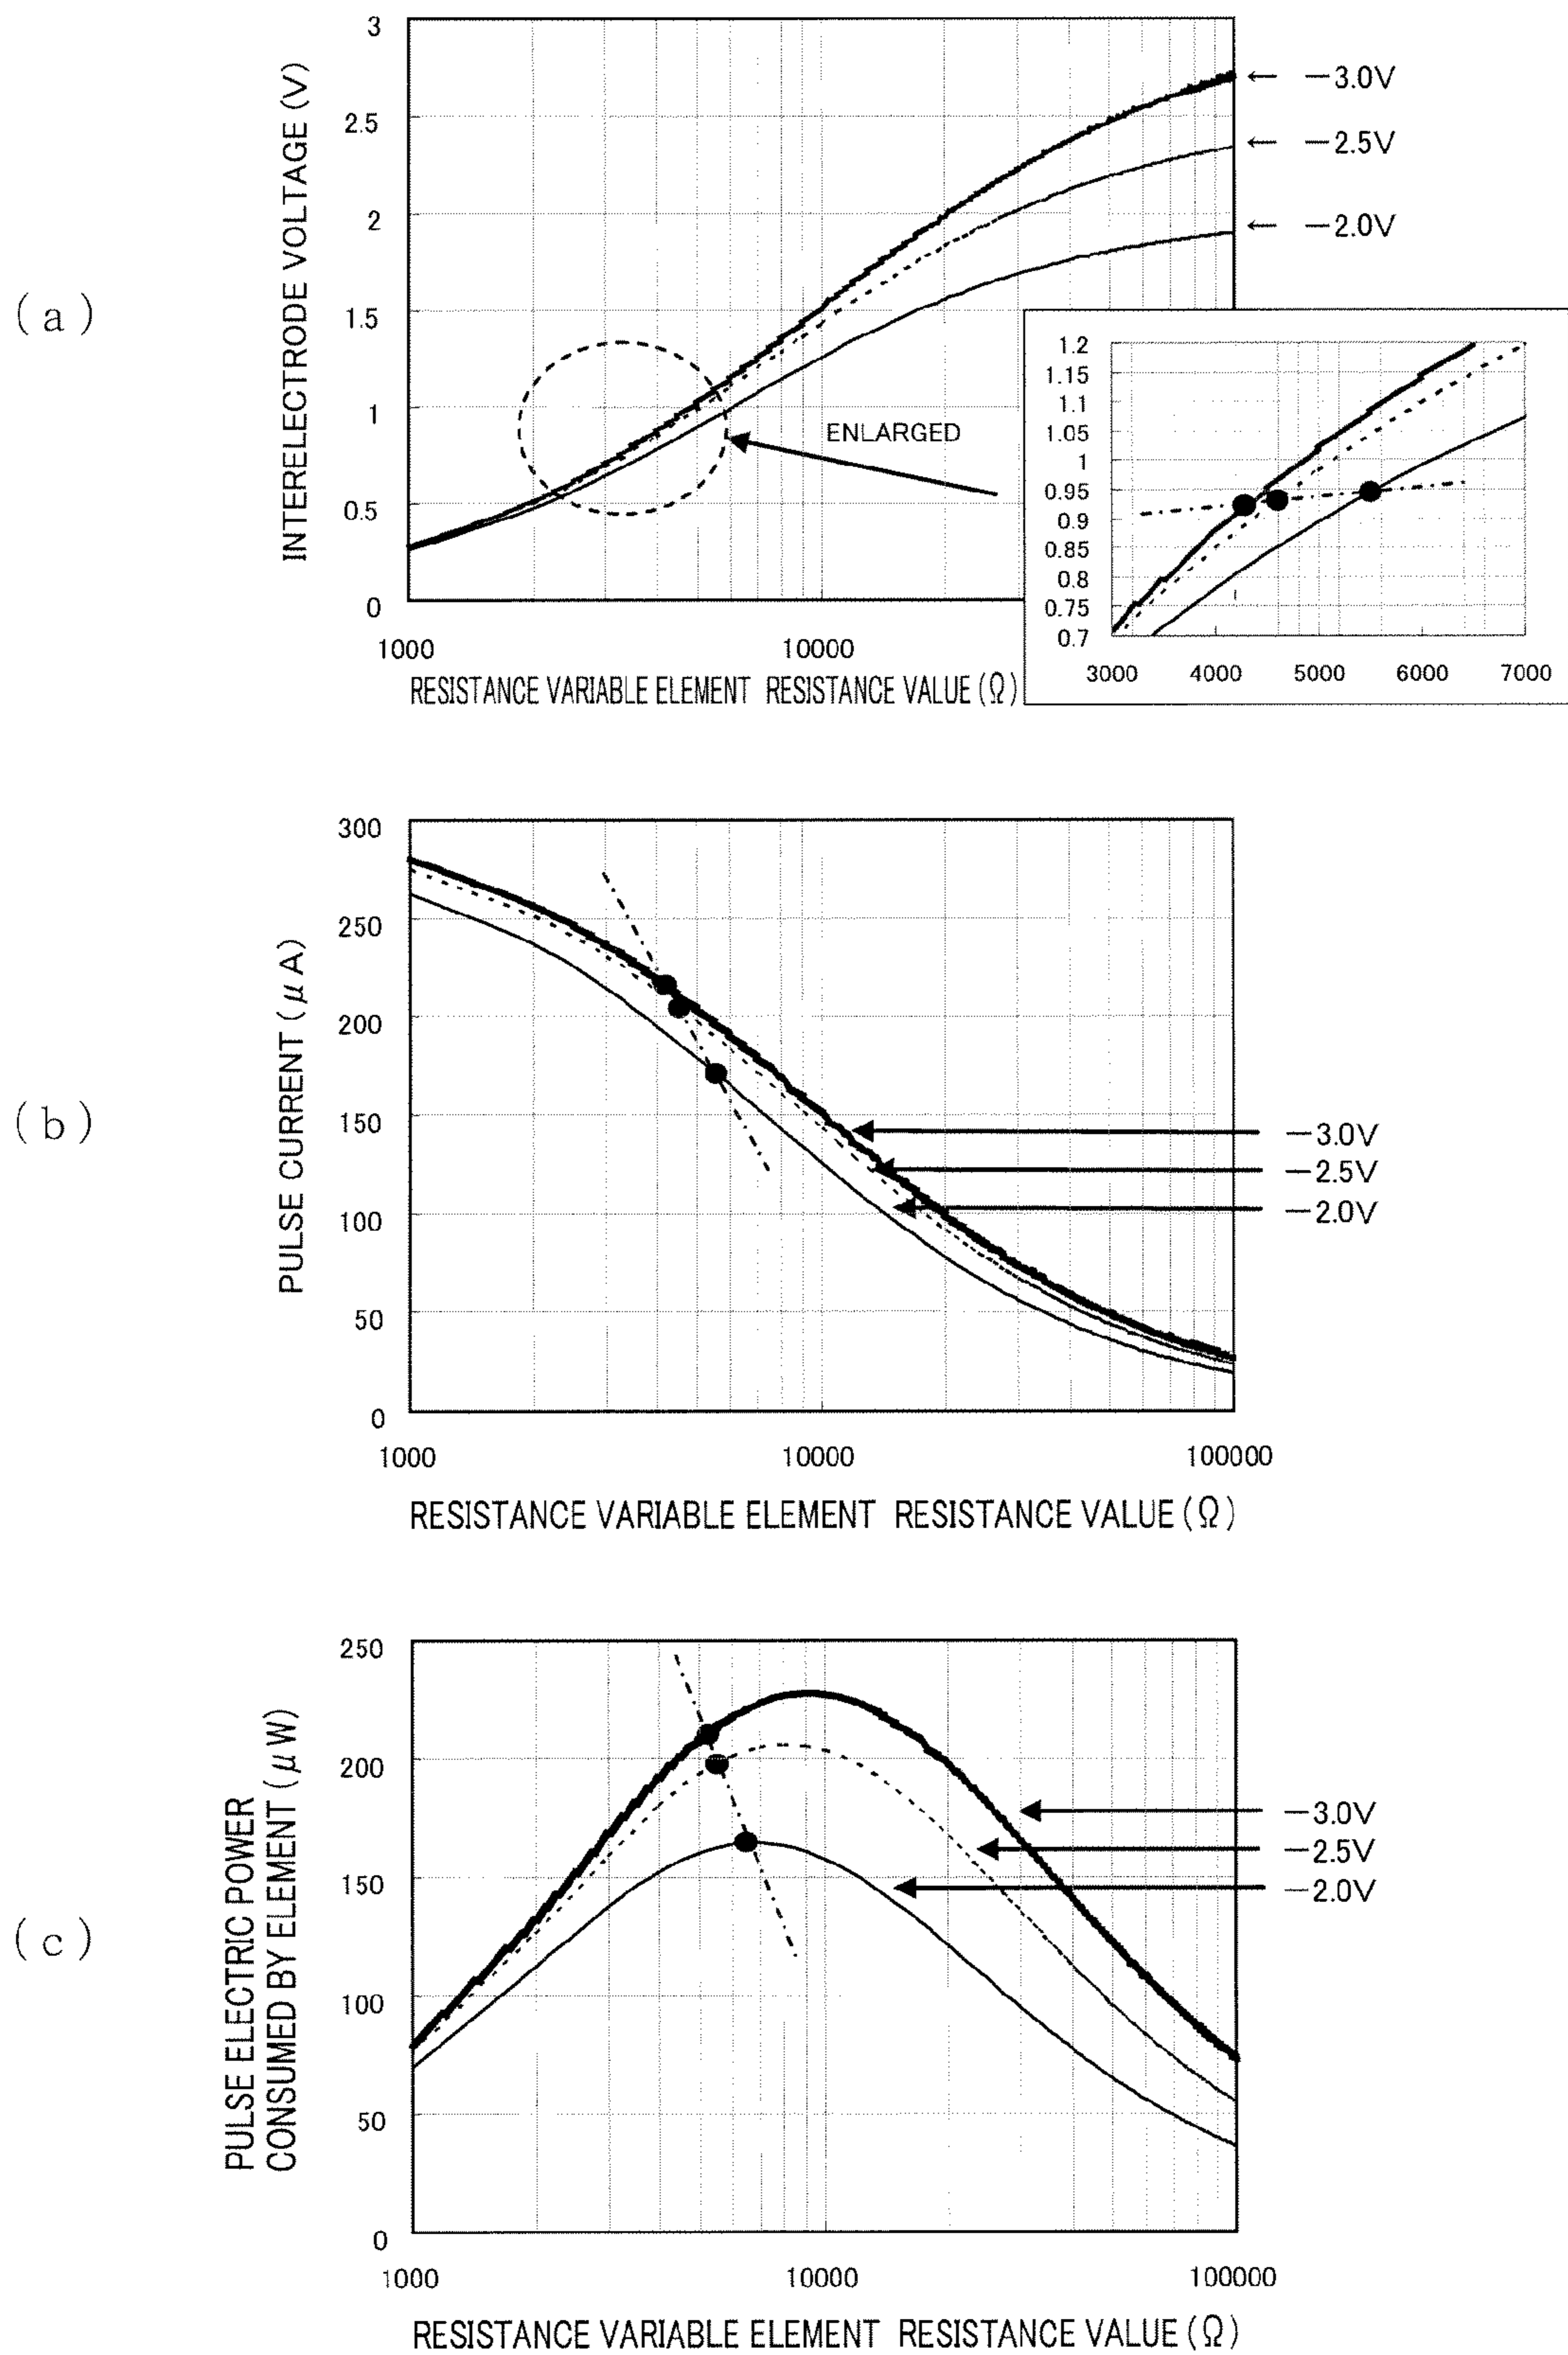 (a)
INTERELECTRODE VOLTAGE (V)
3
2.5
2
1.5
1
0.5
0
←  −3.0V
←  −2.5V
←  −2.0V
ENLARGED
1000
10000
RESISTANCE VARIABLE ELEMENT  RESISTANCE VALUE (Ω)
1.2
1.15
1.1
1.05
1
0.95
0.9
0.85
0.8
0.75
0.7
3000 4000 5000 6000 7000
(b)
PULSE CURRENT (μA)
300
250
200
150
100
50
0
−3.0V
−2.5V
−2.0V
1000 10000 100000
RESISTANCE VARIABLE ELEMENT  RESISTANCE VALUE (Ω)
(c)
PULSE ELECTRIC POWER
CONSUMED BY ELEMENT (μW)
250
200
150
100
50
0
−3.0V
−2.5V
−2.0V
1000 10000 100000
RESISTANCE VARIABLE ELEMENT  RESISTANCE VALUE (Ω)